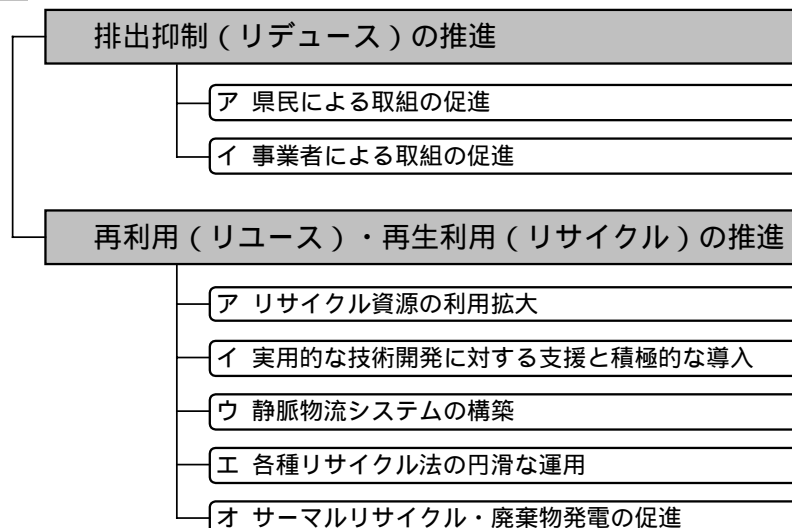 排出抑制(リデュース)の推進
ア 県民による取組の促進
イ 事業者による取組の促進
再利用(リユース)・再生利用(リサイクル)の推進
ア リサイクル資源の利用拡大
イ 実用的な技術開発に対する支援と積極的な導入
ウ 静脈物流システムの構築
エ 各種リサイクル法の円滑な運用
オ サーマルリサイクル・廃棄物発電の促進